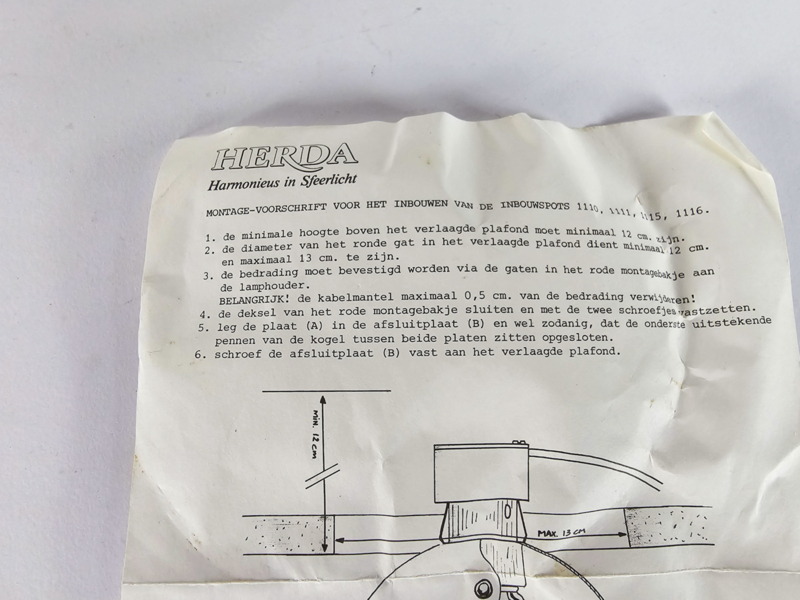 HERDA
Harmonieus in Sfeerlicht
MONTAGE-VOORSCHRIFT VOOR HET INBOUWEN VAN DE INBOUWSPOTS 1110, 1111, 1115, 1116.
1. de minimale hoogte boven het verlaagde plafond moet minimaal 12 cm. zijn.
2. de diameter van het ronde gat in het verlaagde plafond dient minimaal 12 cm.
en maximaal 13 cm. te zijn.
3. de bedrading moet bevestigd worden via de gaten in het rode montagebakje aan
de lamphouder.
BELANGRIJK! de kabelmantel maximaal 0,5 cm. van de bedrading verwijderen!
4. de deksel van het rode montagebakje sluiten en met de twee schroefjes vastzetten.
5. leg de plaat (A) in de afsluitplaat (B) en wel zodanig, dat de onderste uitstekende
pennen van de kogel tussen beide platen zitten opgesloten.
6. schroef de afsluitplaat (B) vast aan het verlaagde plafond.
MIN. 12 cm
MAX. 13 CM